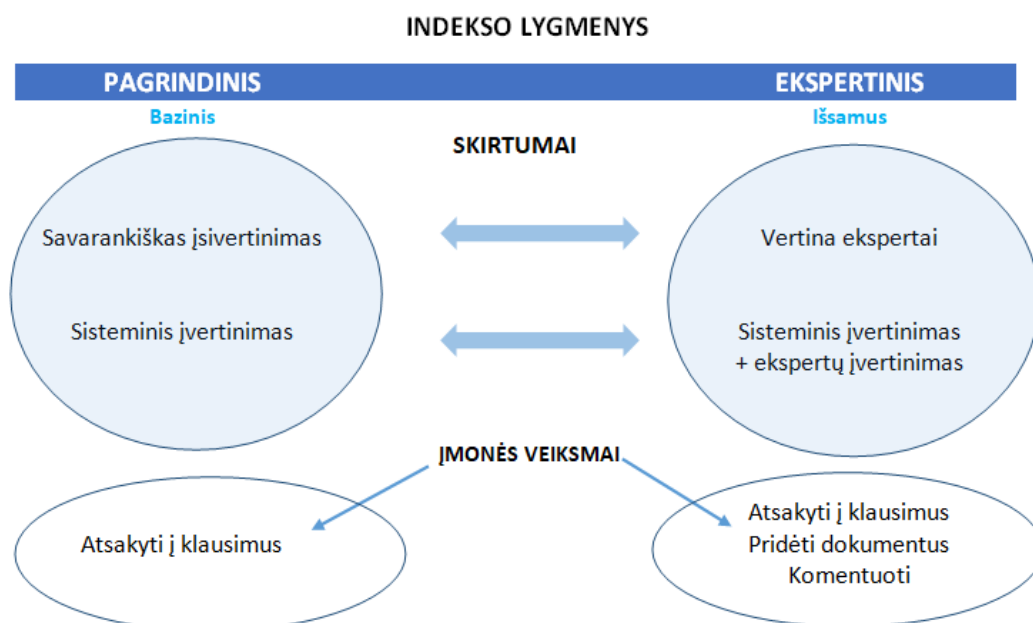 INDEKSO LYGMENYS
PAGRINDINIS
EKSPERTINIS
Bazinis
Išsamus
SKIRTUMAI
Savarankiškas įsivertinimas
Vertina ekspertai
Sisteminis įvertinimas
Sisteminis įvertinimas
+ ekspertų įvertinimas
ĮMONĖS VEIKSMAI
Atsakyti į klausimus
Atsakyti į klausimus
Pridėti dokumentus
Komentuoti